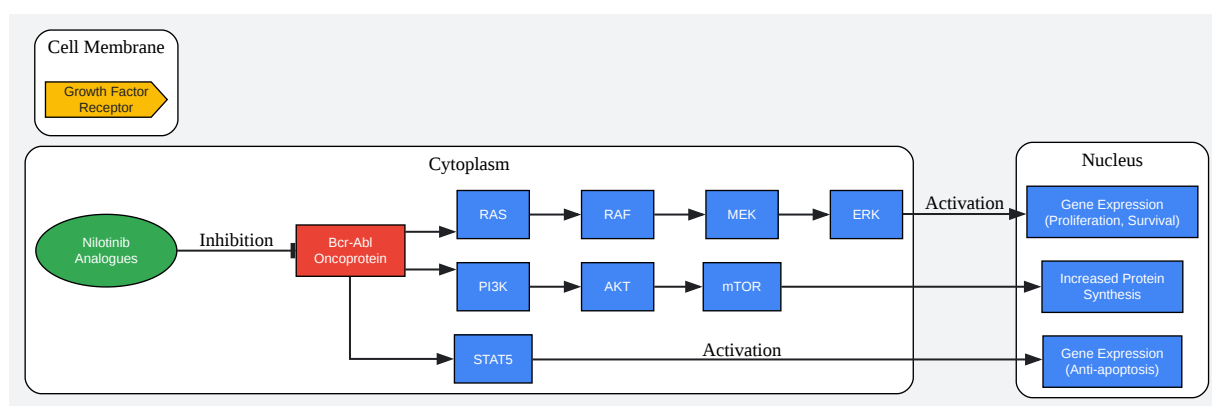 Cell Membrane
Growth Factor
Receptor
Cytoplasm
Nilotinib
Analogues
Inhibition
Bcr-Abl
Oncoprotein
RAS
RAF
MEK
ERK
Activation
PI3K
AKT
mTOR
STAT5
Activation
Nucleus
Gene Expression
(Proliferation, Survival)
Increased Protein
Synthesis
Gene Expression
(Anti-apoptosis)